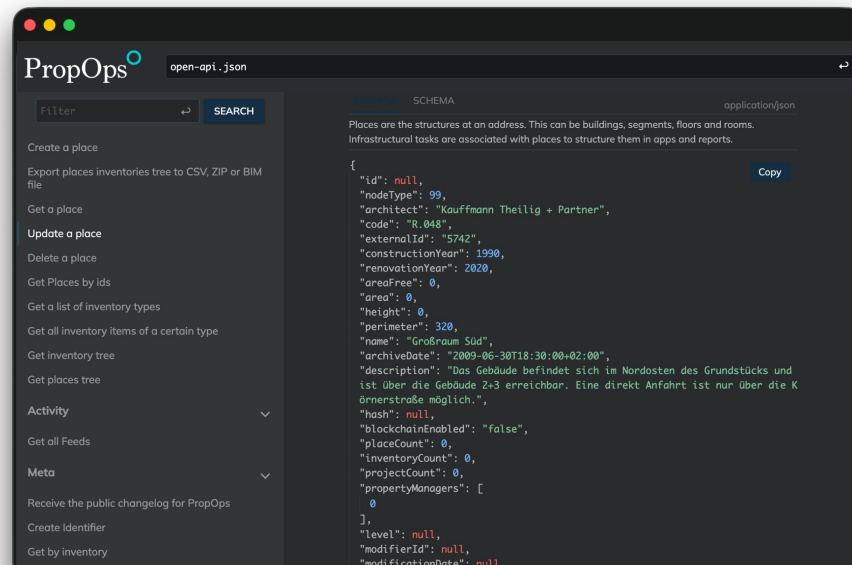 PropOps
open-api.json
Filter
SEARCH
SCHEMA
application/json
Places are the structures at an address. This can be buildings, segments, floors and rooms.
Infrastructural tasks are associated with places to structure them in apps and reports.
Create a place
Export places inventories tree to CSV, ZIP or BIM
file
Get a place
Update a place
Delete a place
Get Places by ids
Get a list of inventory types
Get all inventory items of a certain type
Get inventory tree
Get places tree
Activity
Get all Feeds
Meta
Receive the public changelog for PropOps
Create Identifier
Get by inventory
Copy
{
"id": null,
"nodeType": 99,
"architect": "Kauffmann Theilig + Partner",
"code": "R.048",
"externalId": "5742",
"constructionYear": 1990,
"renovationYear": 2020,
"areaFree": 0,
"area": 0,
"height": 0,
"perimeter": 320,
"name": "Großraum Süd",
"archiveDate": "2009-06-30T18:30:00+02:00",
"description": "Das Gebäude befindet sich im Nordosten des Grundstücks und
ist über die Gebäude 2+3 erreichbar. Eine direkt Anfahrt ist nur über die K
örnerstraße möglich.",
"hash": null,
"blockchainEnabled": "false",
"placeCount": 0,
"inventoryCount": 0,
"projectCount": 0,
"propertyManagers": [
0
],
"level": null,
"modifierId": null,
"modificationDate": null,